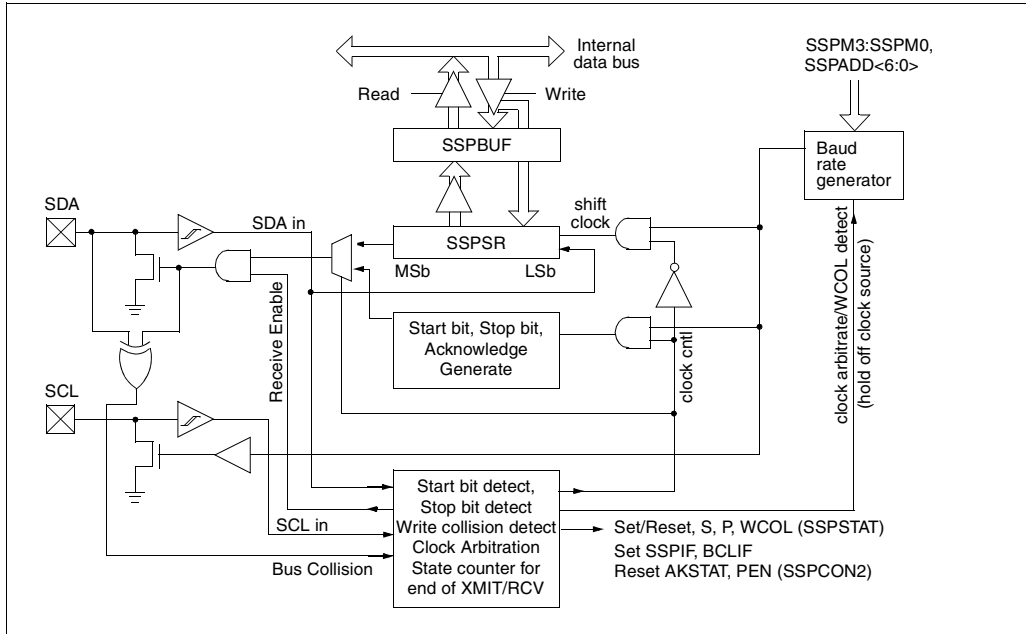 Internal
data bus
SSPM3:SSPM0,
SSPADD<6:0>
Read
Write
SSPBUF
Baud
rate
generator
SDA
SDA in
shift
clock
SSPSR
MSb
LSb
clock arbitrate/WCOL detect
(hold off clock source)
Receive Enable
Start bit, Stop bit,
Acknowledge
Generate
clock cntl
SCL
SCL in
Bus Collision
Start bit detect,
Stop bit detect
Write collision detect
Clock Arbitration
State counter for
end of XMIT/RCV
Set/Reset, S, P, WCOL (SSPSTAT)
Set SSPIF, BCLIF
Reset AKSTAT, PEN (SSPCON2)